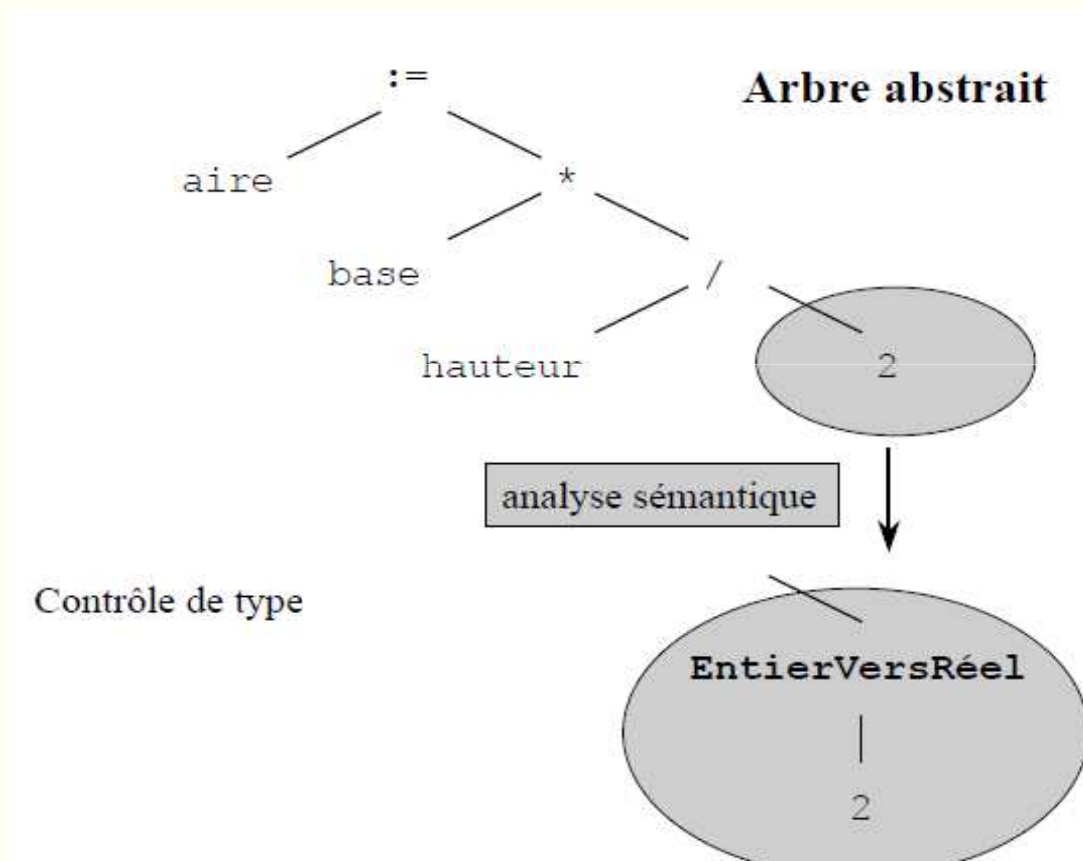 :=
Arbre abstrait
aire
*
base
/
hauteur
2
analyse sémantique
Contrôle de type
EntierVersRéel
2